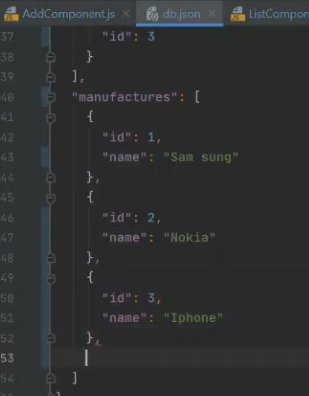 AddComponent.js × db.json × ListCompon
37 "id": 3
38 }
39 ],
40 "manufactures": [
41 {
42 "id": 1,
43 "name": "Sam sung"
44 },
45 {
46 "id": 2,
47 "name": "Nokia"
48 },
49 {
50 "id": 3,
51 "name": "Iphone"
52 },
53
54 ]